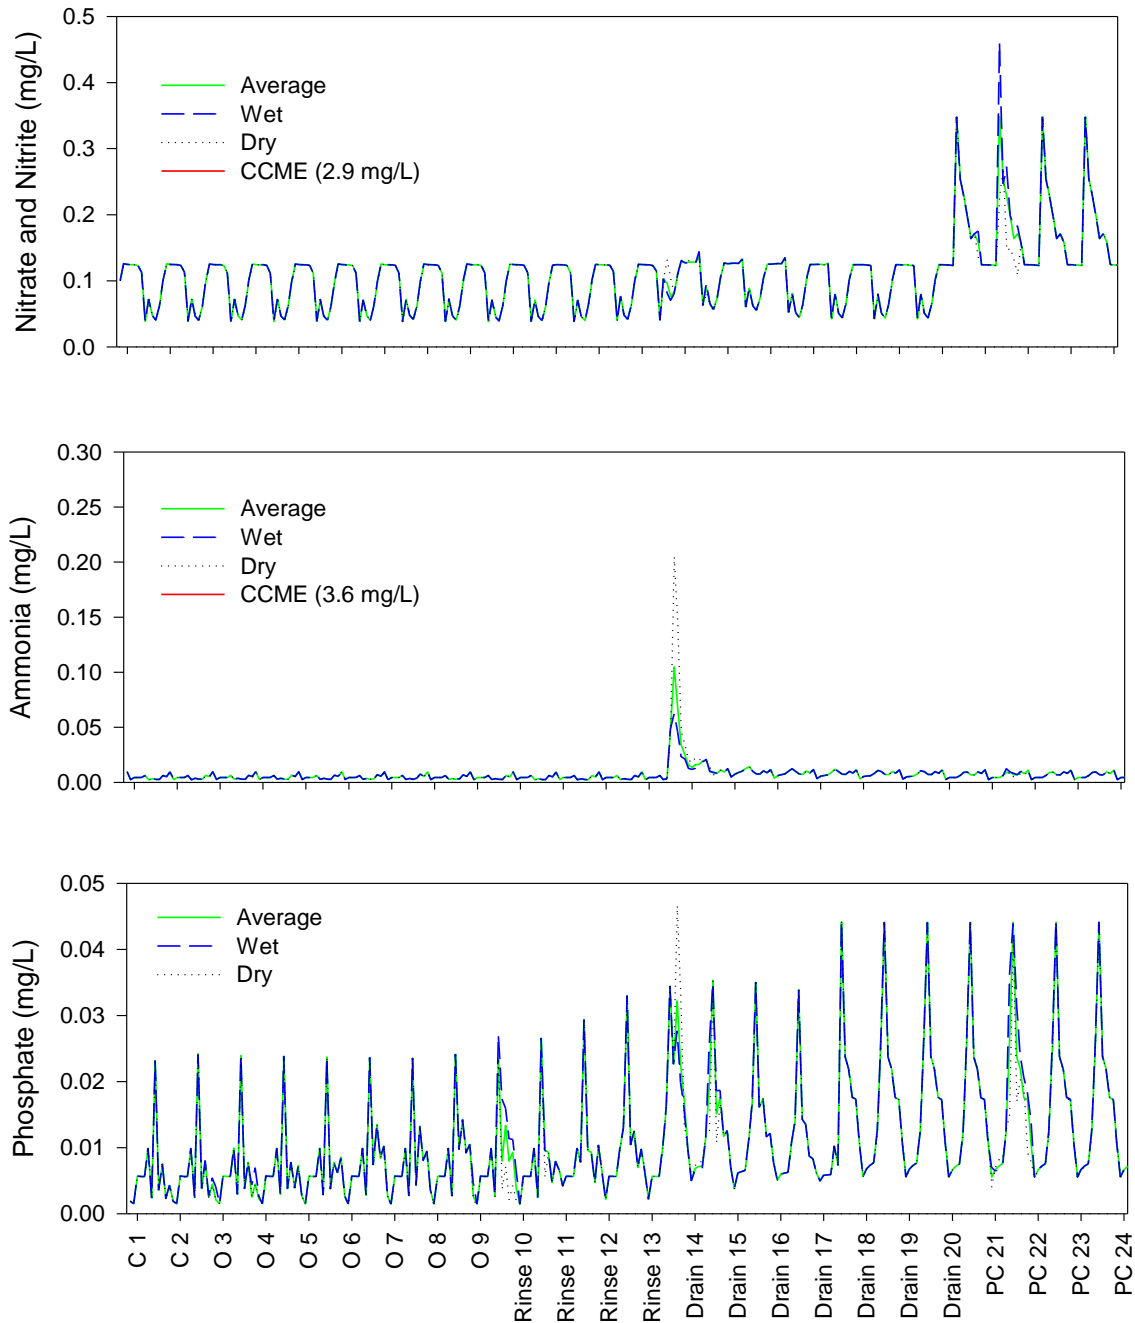 Nitrate and Nitrite (mg/L)
0.5
0.4
0.3
0.2
0.1
0.0
Average
Wet
Dry
CCME (2.9 mg/L)
Ammonia (mg/L)
0.30
0.25
0.20
0.15
0.10
0.05
0.00
Average
Wet
Dry
CCME (3.6 mg/L)
Phosphate (mg/L)
0.05
0.04
0.03
0.02
0.01
0.00
Average
Wet
Dry
C 1
C 2
O 3
O 4
O 5
O 6
O 7
O 8
O 9
Rinse 10
Rinse 11
Rinse 12
Rinse 13
Drain 14
Drain 15
Drain 16
Drain 17
Drain 18
Drain 19
Drain 20
PC 21
PC 22
PC 23
PC 24